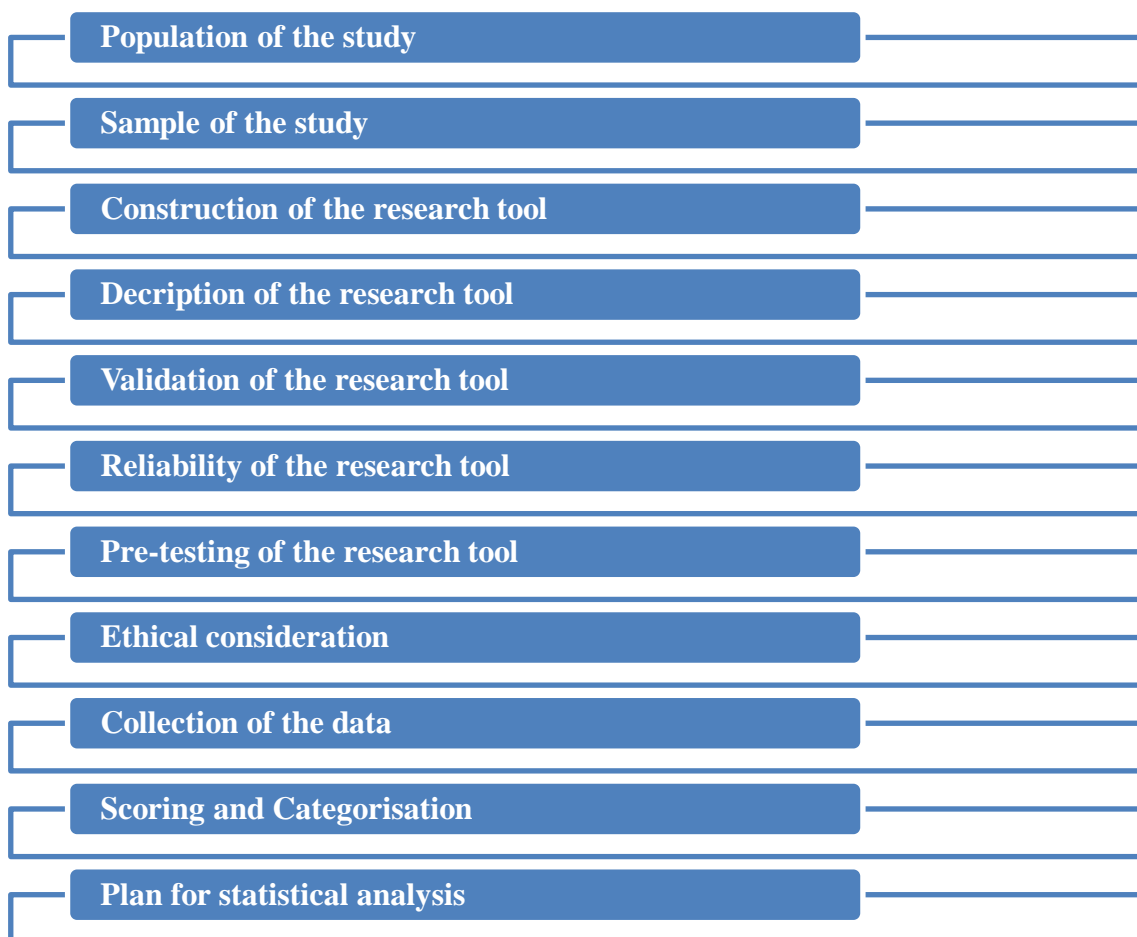 Population of the study
Sample of the study
Construction of the research tool
Decription of the research tool
Validation of the research tool
Reliability of the research tool
Pre-testing of the research tool
Ethical consideration
Collection of the data
Scoring and Categorisation
Plan for statistical analysis